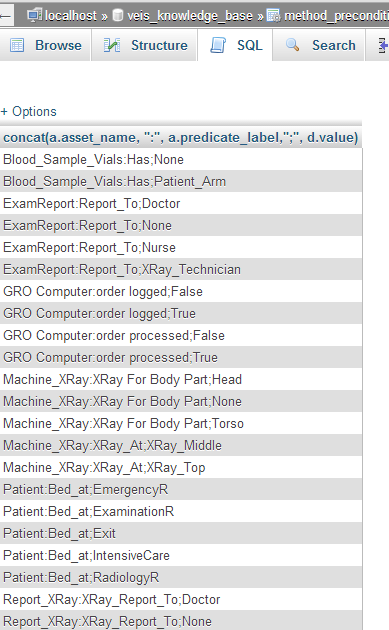 localhost » veis_knowledge_base » method_preconditi
Browse Structure SQL Search
+ Options
concat(a.asset_name, ":", a.predicate_label,";", d.value)
Blood_Sample_Vials:Has;None
Blood_Sample_Vials:Has;Patient_Arm
ExamReport:Report_To;Doctor
ExamReport:Report_To;None
ExamReport:Report_To;Nurse
ExamReport:Report_To;XRay_Technician
GRO Computer:order logged;False
GRO Computer:order logged;True
GRO Computer:order processed;False
GRO Computer:order processed;True
Machine_XRay:XRay For Body Part;Head
Machine_XRay:XRay For Body Part;None
Machine_XRay:XRay For Body Part;Torso
Machine_XRay:XRay_At;XRay_Middle
Machine_XRay:XRay_At;XRay_Top
Patient:Bed_at;EmergencyR
Patient:Bed_at;ExaminationR
Patient:Bed_at;Exit
Patient:Bed_at;IntensiveCare
Patient:Bed_at;RadiologyR
Report_XRay:XRay_Report_To;Doctor
Report_XRay:XRay_Report_To;None